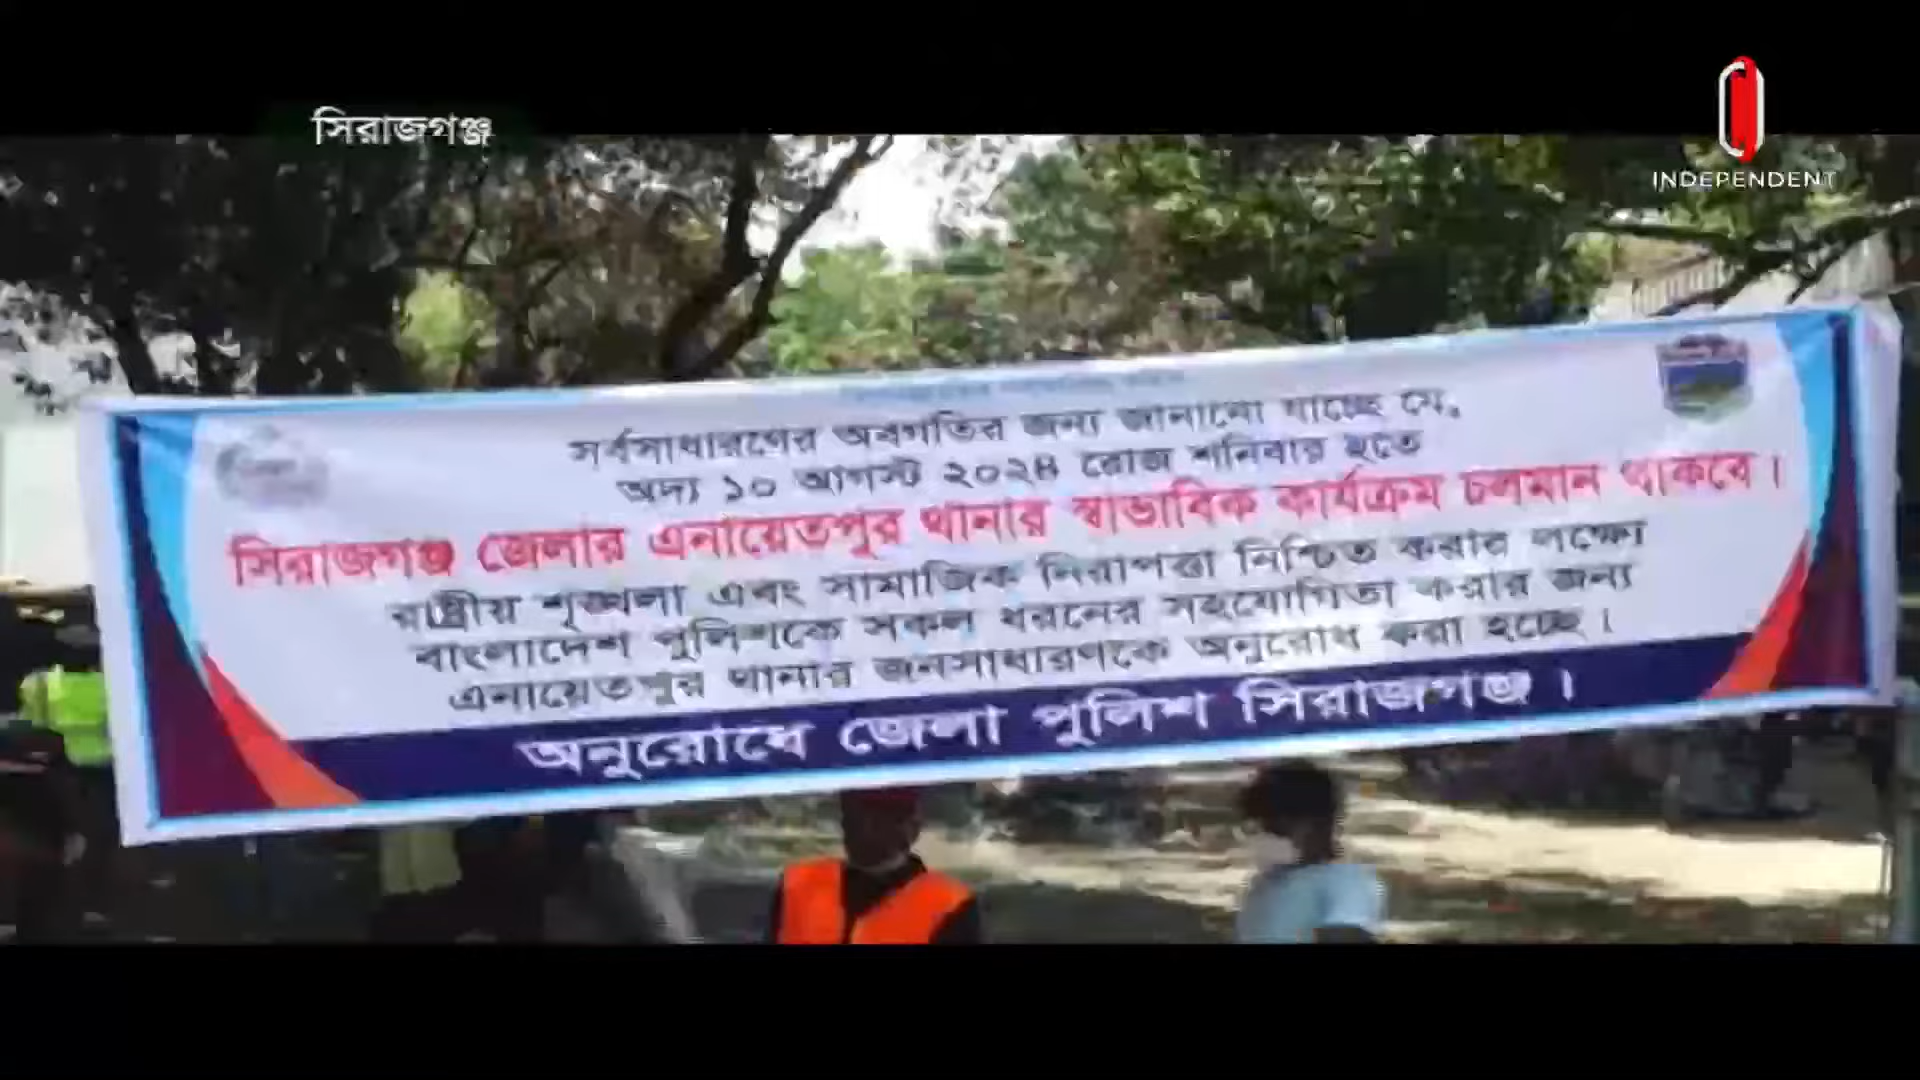 সিরাজগঞ্জ
INDEPENDENT
সর্বসাধারণের অবগতির জন্য জানানো যাচ্ছে যে,
অদ্য ১০ আগস্ট ২০২৪ রোজ শনিবার হতে
সিরাজগঞ্জ জেলার এনায়েতপুর থানার স্বাভাবিক কার্যক্রম চলমান থাকবে।
রাষ্ট্রীয় শৃঙ্খলা এবং সামাজিক নিরাপত্তা নিশ্চিত করার লক্ষ্যে
বাংলাদেশ পুলিশকে সকল ধরনের সহযোগিতা করার জন্য
এনায়েতপুর থানার জনসাধারণকে অনুরোধ করা হচ্ছে।
অনুরোধে জেলা পুলিশ সিরাজগঞ্জ।